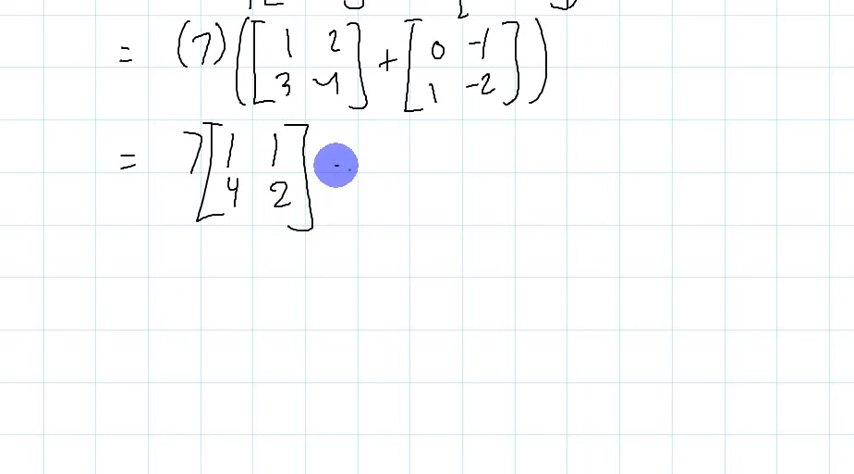 = (7)([1 2
3 4] + [0 -1
1 -2])
= 7[1 1
4 2]